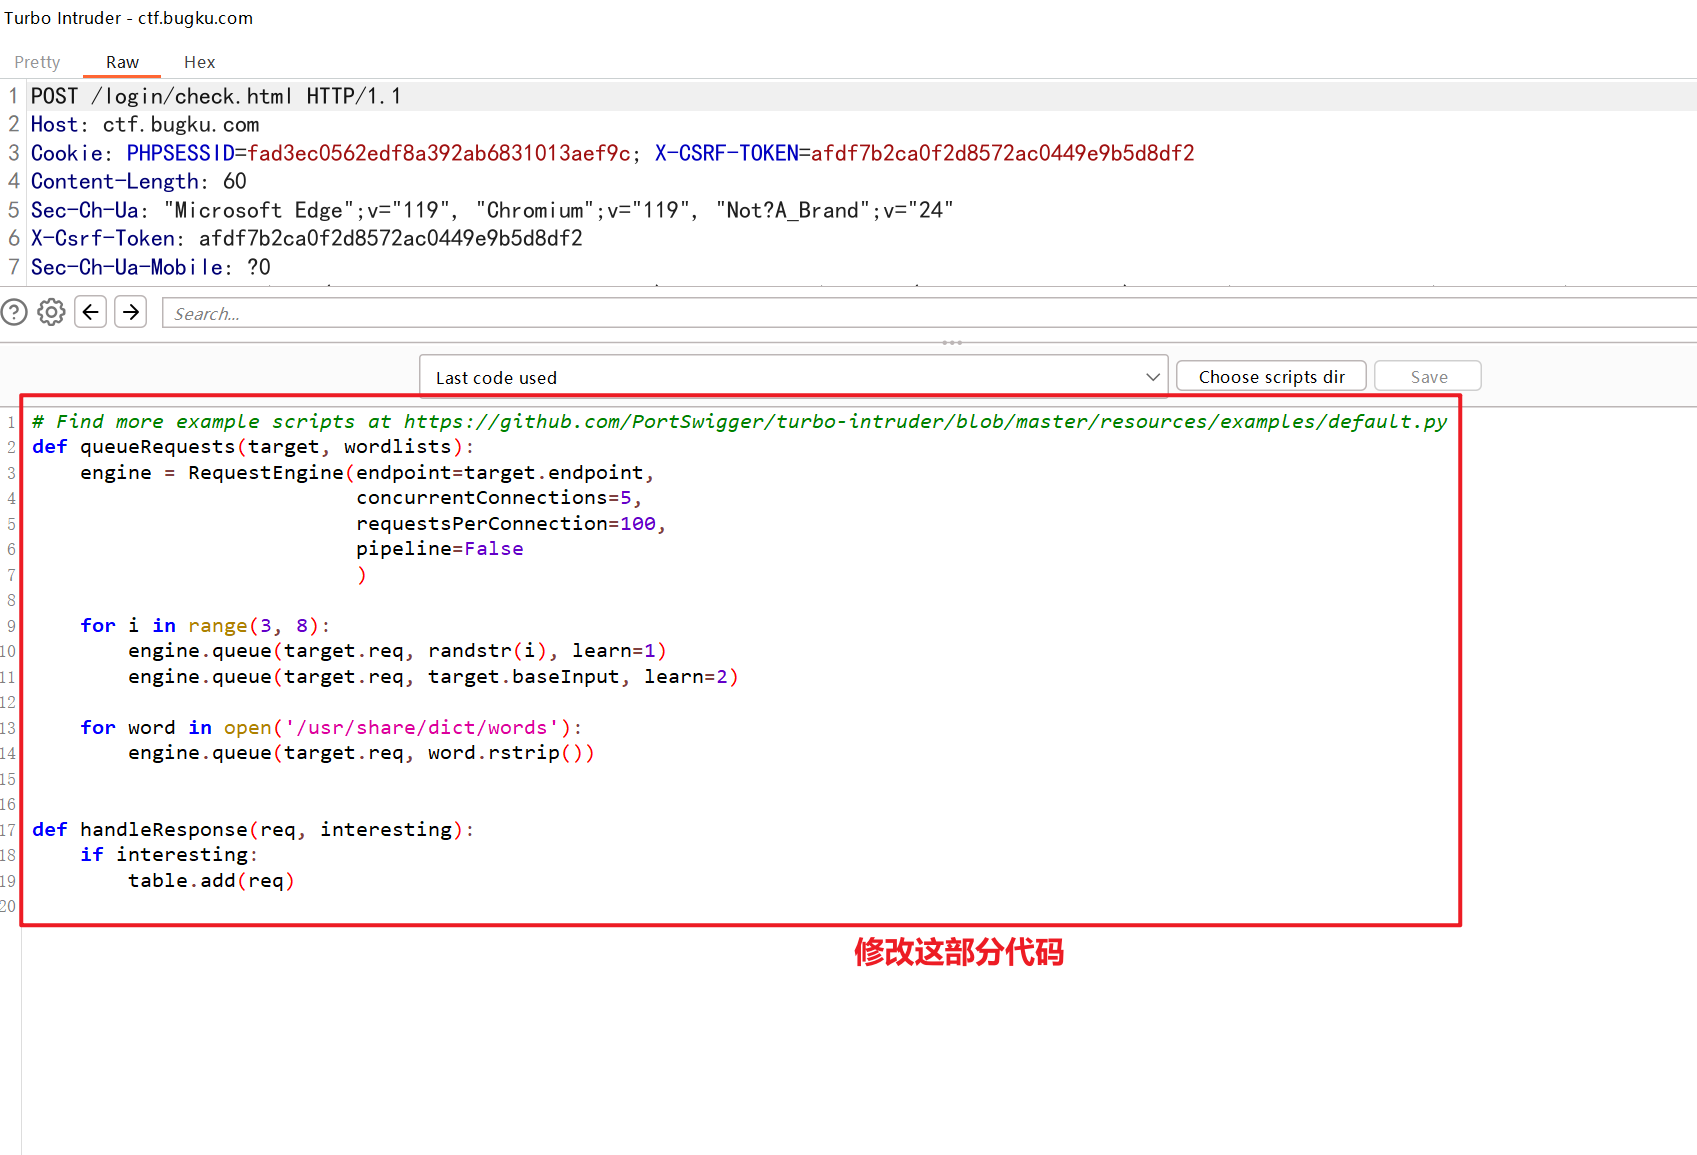 Turbo Intruder - ctf.bugku.com
Pretty Raw Hex
1 POST /login/check.html HTTP/1.1
2 Host: ctf.bugku.com
3 Cookie: PHPSESSID=fad3ec0562edf8a392ab6831013aef9c; X-CSRF-TOKEN=afdf7b2ca0f2d8572ac0449e9b5d8df2
4 Content-Length: 60
5 Sec-Ch-Ua: "Microsoft Edge";v="119", "Chromium";v="119", "Not?A_Brand";v="24"
6 X-Csrf-Token: afdf7b2ca0f2d8572ac0449e9b5d8df2
7 Sec-Ch-Ua-Mobile: ?0
Search...
Last code used Choose scripts dir Save
1 # Find more example scripts at https://github.com/PortSwigger/turbo-intruder/blob/master/resources/examples/default.py
2 def queueRequests(target, wordlists):
3     engine = RequestEngine(endpoint=target.endpoint,
4                            concurrentConnections=5,
5                            requestsPerConnection=100,
6                            pipeline=False
7                            )
8
9     for i in range(3, 8):
10         engine.queue(target.req, randstr(i), learn=1)
11         engine.queue(target.req, target.baseInput, learn=2)
12
13     for word in open('/usr/share/dict/words'):
14         engine.queue(target.req, word.rstrip())
15
16
17 def handleResponse(req, interesting):
18     if interesting:
19         table.add(req)
20
修改这部分代码